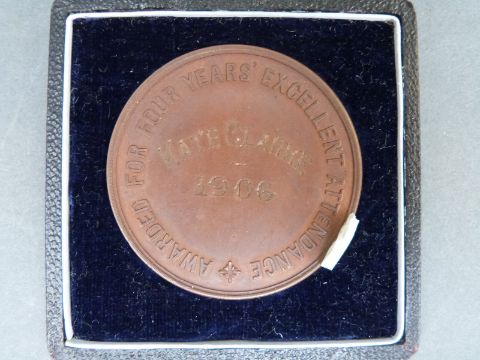 AWARDED FOR FOUR YEARS' EXCELLENT ATTENDANCE
KATE CLARKE
1906